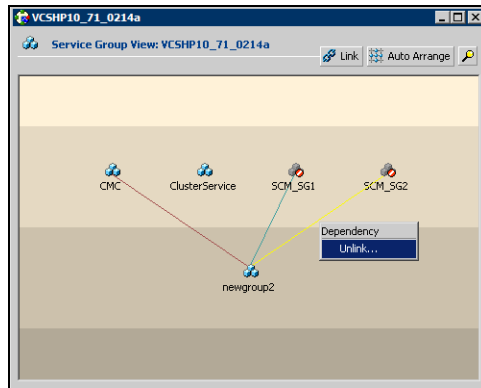 VCSHP10_71_0214a
Service Group View: VCSHP10_71_0214a
Link
Auto Arrange
CMC
ClusterService
SCM_SG1
SCM_SG2
Dependency
Unlink...
newgroup2